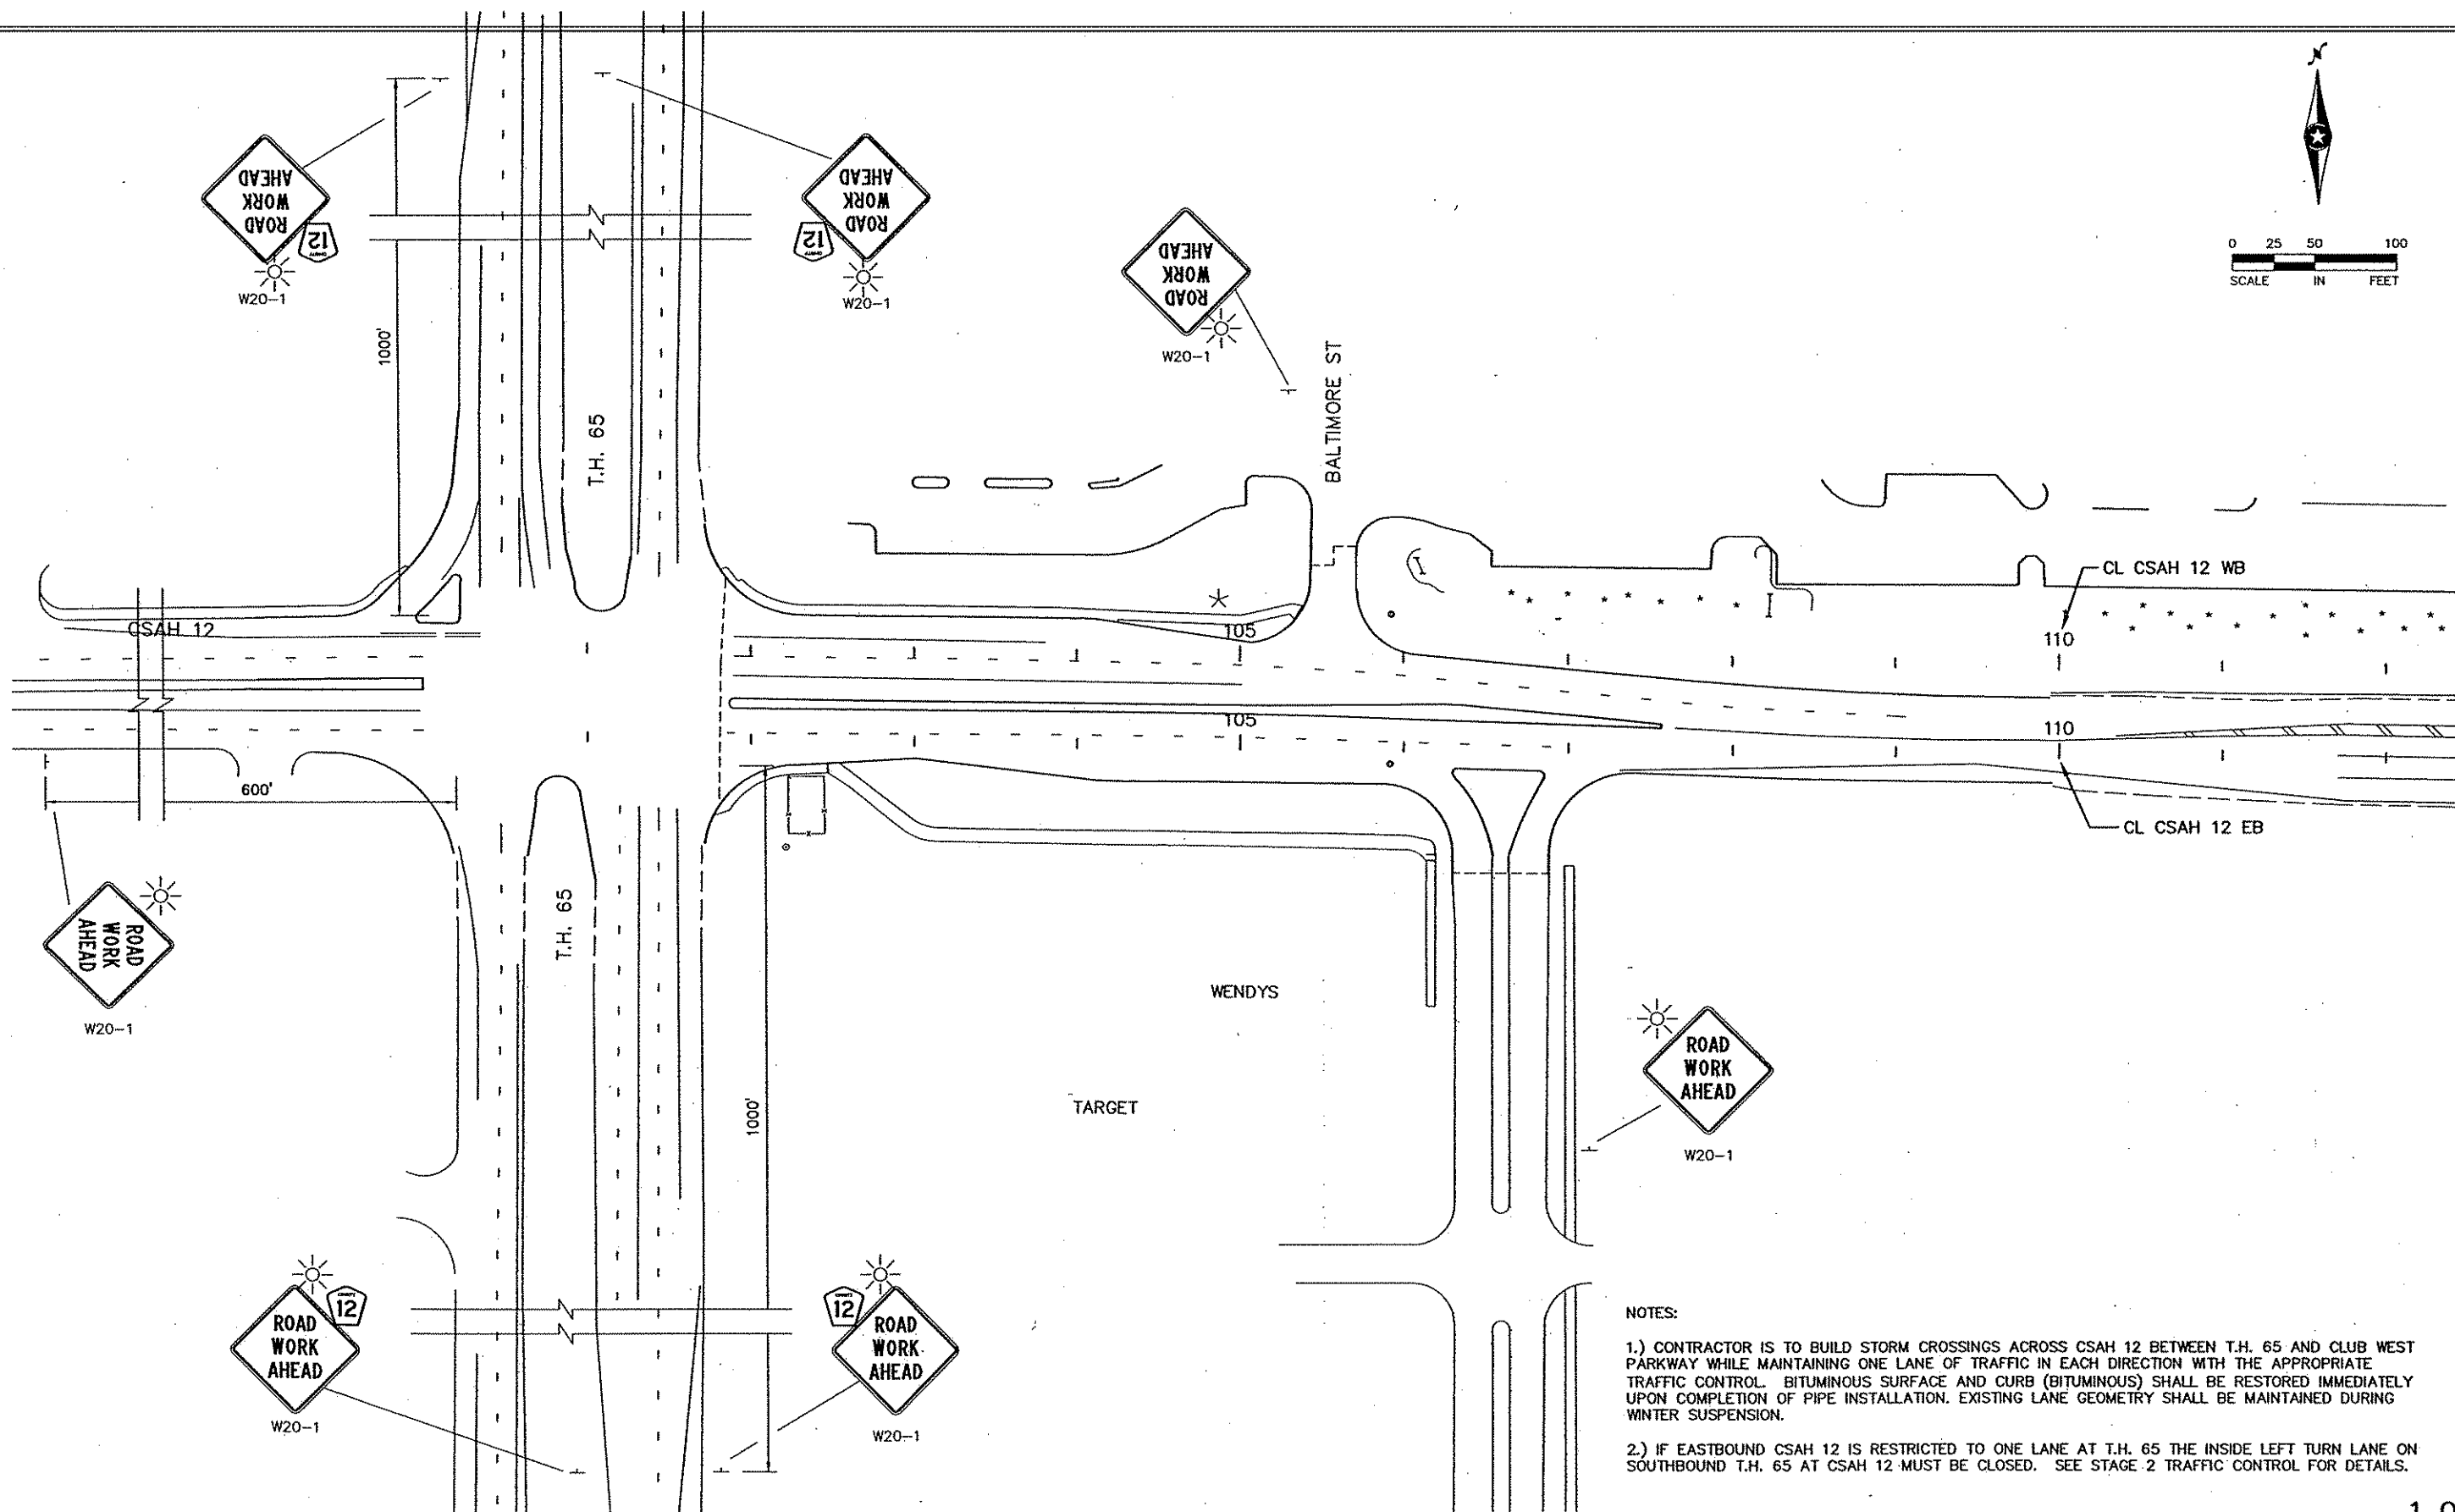 N
0 25 50 100
SCALE IN FEET
ROAD
WORK
AHEAD
COUNTY
12
W20-1
ROAD
WORK
AHEAD
COUNTY
12
W20-1
ROAD
WORK
AHEAD
W20-1
1000'
T.H. 65
BALTIMORE ST
CL CSAH 12 WB
CSAH 12
105
110
105
110
600'
CL CSAH 12 EB
ROAD
WORK
AHEAD
W20-1
T.H. 65
WENDYS
TARGET
1000'
ROAD
WORK
AHEAD
W20-1
ROAD
WORK
AHEAD
COUNTY
12
W20-1
COUNTY
12
ROAD
WORK
AHEAD
W20-1
NOTES:
1.) CONTRACTOR IS TO BUILD STORM CROSSINGS ACROSS CSAH 12 BETWEEN T.H. 65 AND CLUB WEST
PARKWAY WHILE MAINTAINING ONE LANE OF TRAFFIC IN EACH DIRECTION WITH THE APPROPRIATE
TRAFFIC CONTROL. BITUMINOUS SURFACE AND CURB (BITUMINOUS) SHALL BE RESTORED IMMEDIATELY
UPON COMPLETION OF PIPE INSTALLATION. EXISTING LANE GEOMETRY SHALL BE MAINTAINED DURING
WINTER SUSPENSION.
2.) IF EASTBOUND CSAH 12 IS RESTRICTED TO ONE LANE AT T.H. 65 THE INSIDE LEFT TURN LANE ON
SOUTHBOUND T.H. 65 AT CSAH 12 MUST BE CLOSED. SEE STAGE 2 TRAFFIC CONTROL FOR DETAILS.